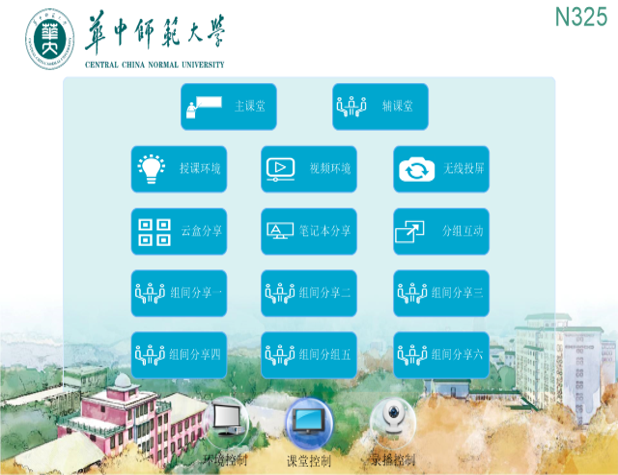 N325
華中师範大學
CENTRAL CHINA NORMAL UNIVERSITY
主课堂
辅课堂
授课环境
视频环境
无线投屏
云盒分享
笔记本分享
分组互动
组间分享一
组间分享二
组间分享三
组间分享四
组间分组五
组间分享六
环境控制
课堂控制
录播控制